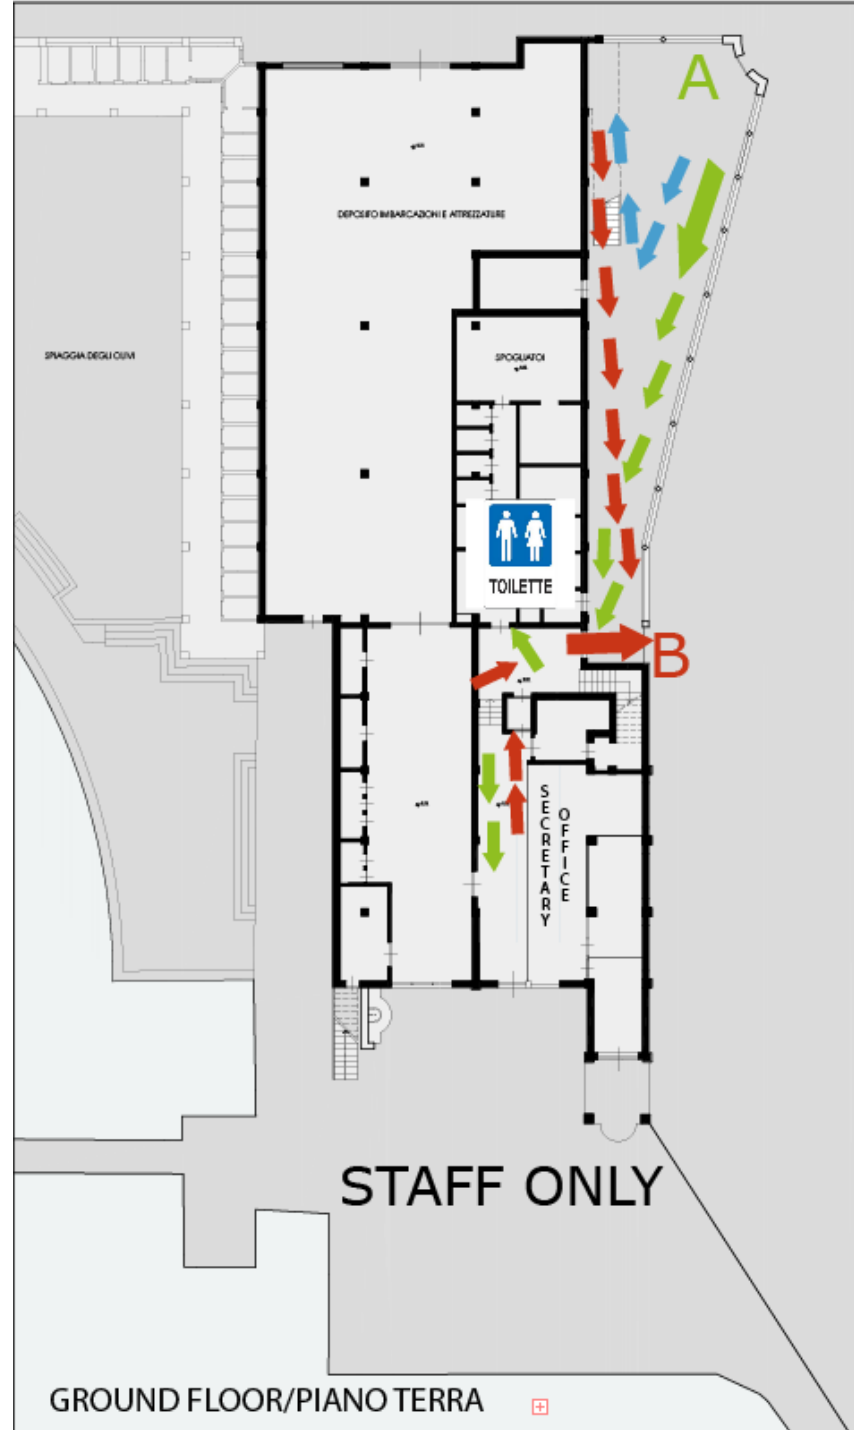 A
DEPOSITO IMBARCAZIONI E ATTREZZATURE
SPIAGGIA DEGLI OLIVI
SPOGLIATOI
TOILETTE
B
SECRETARY
OFFICE
STAFF ONLY
GROUND FLOOR/PIANO TERRA